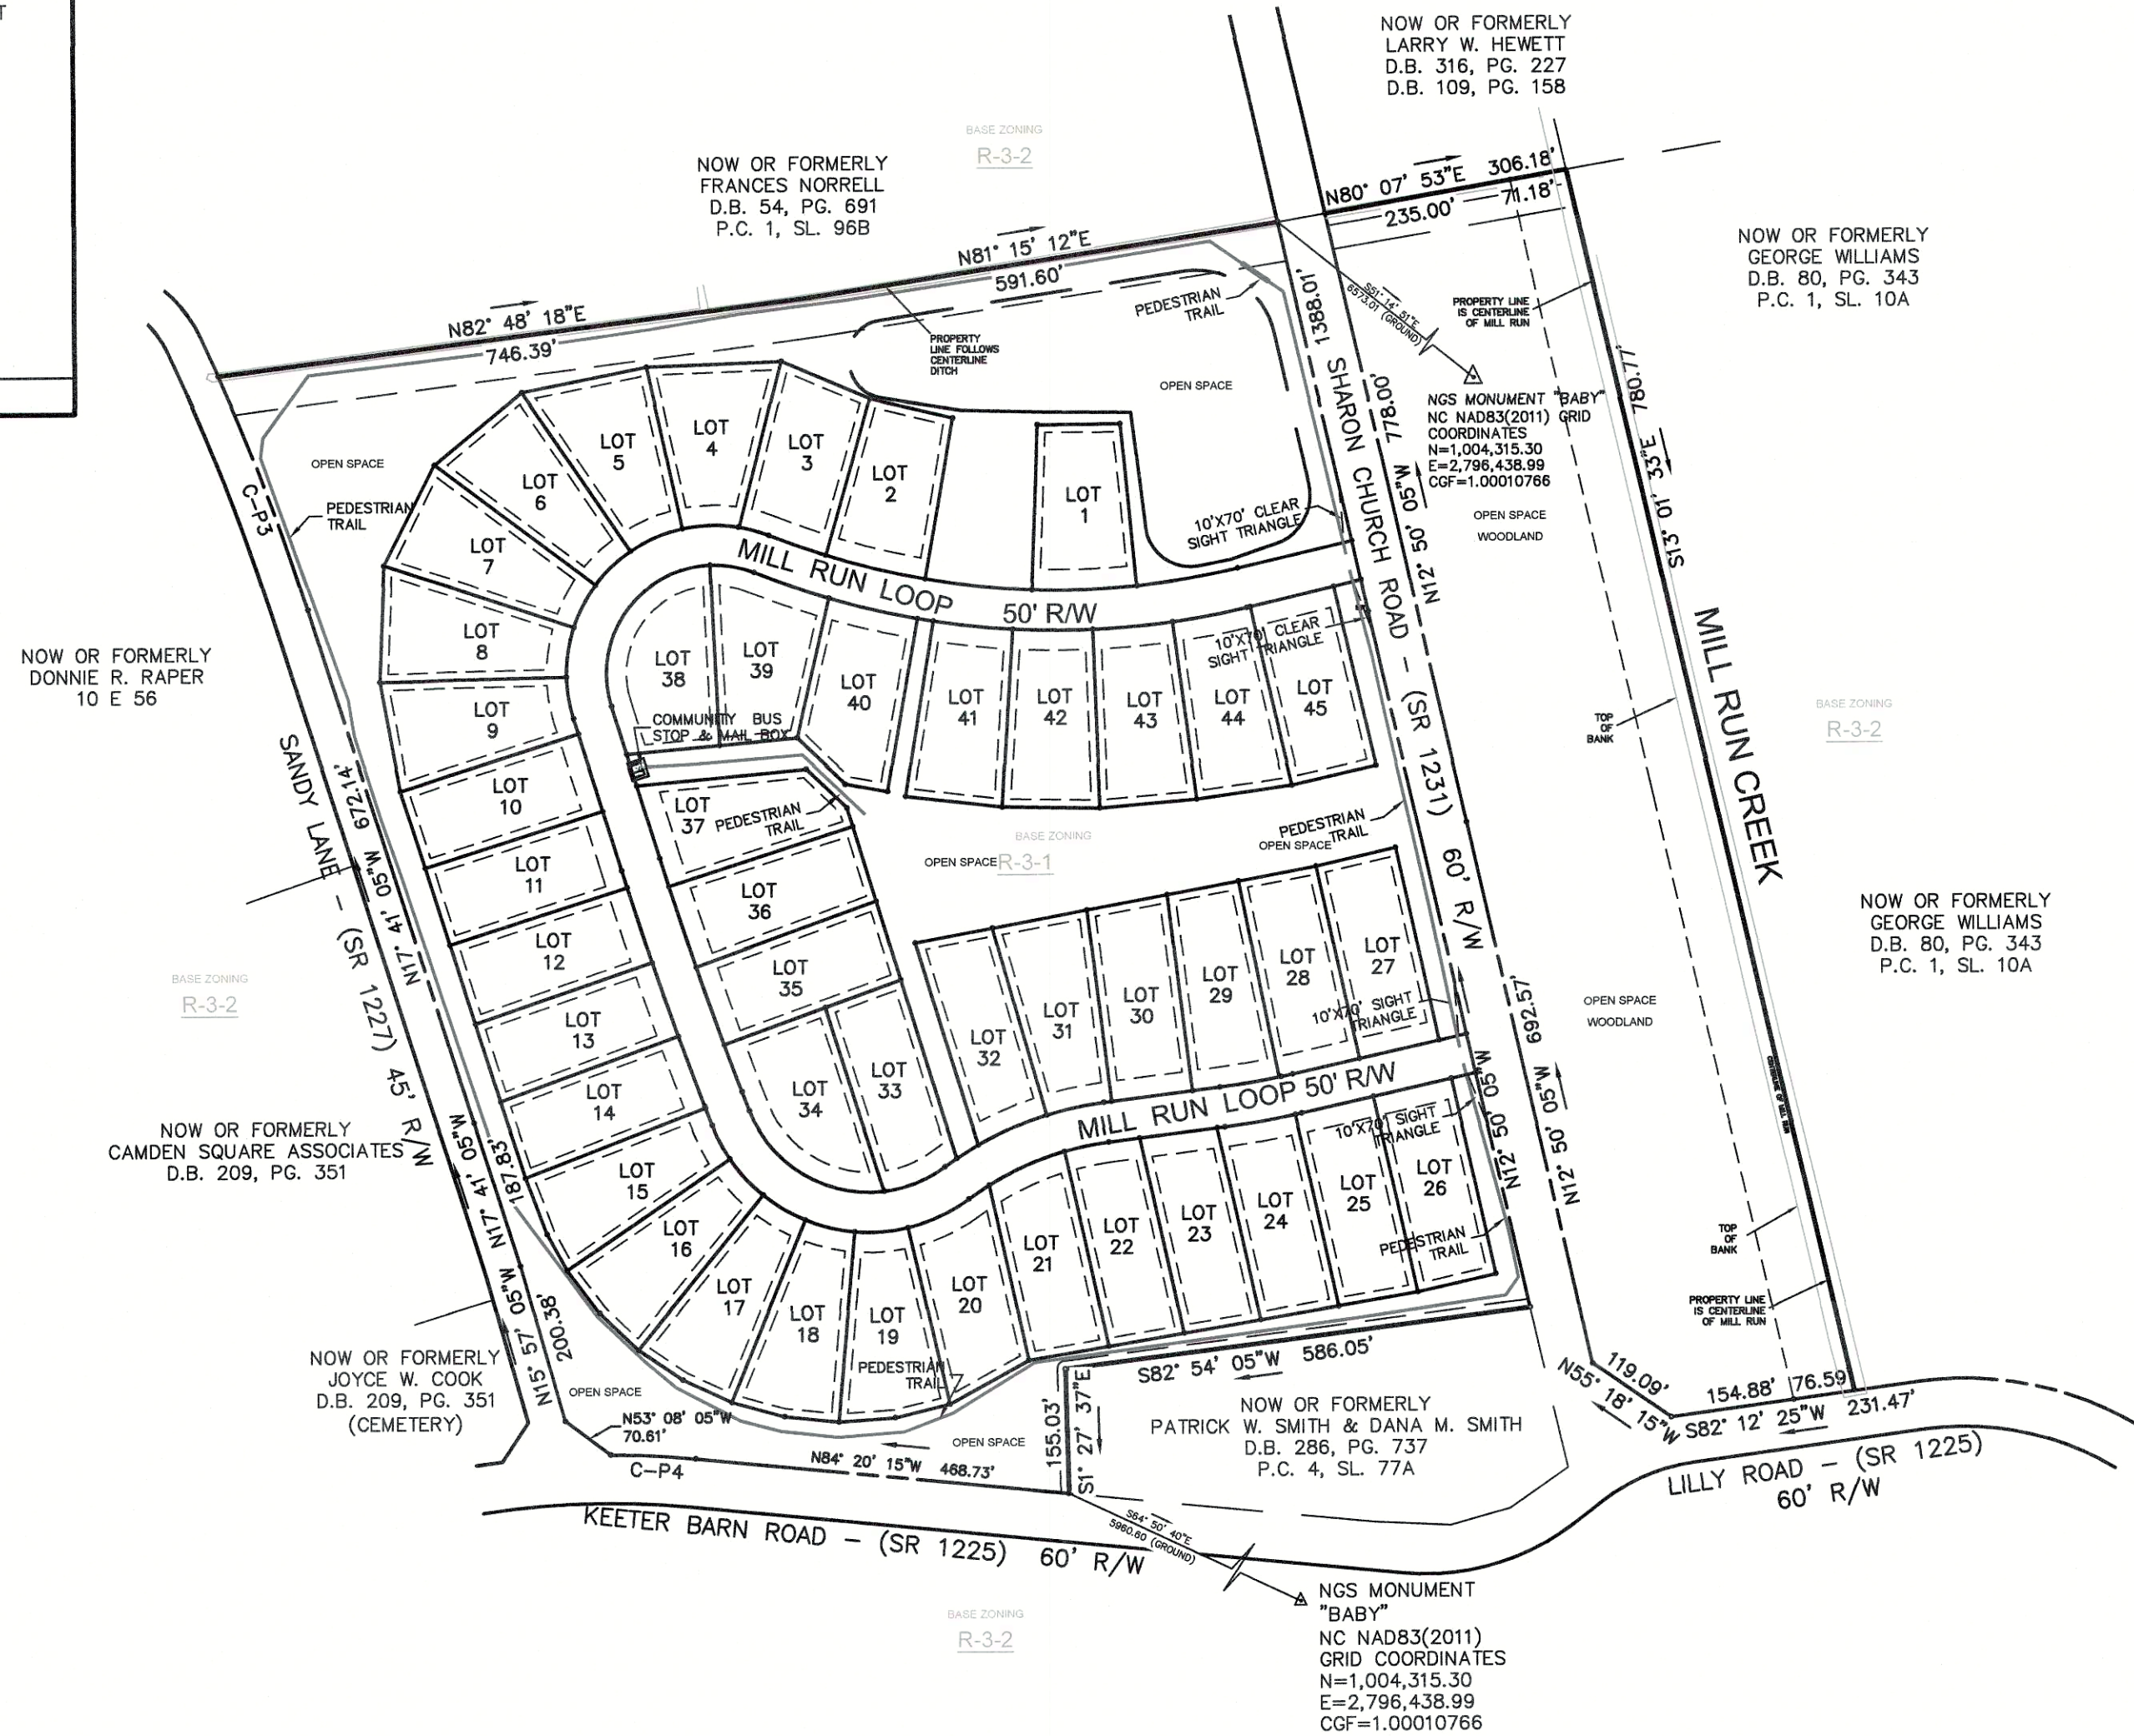 T
NOW OR FORMERLY
LARRY W. HEWETT
D.B. 316, PG. 227
D.B. 109, PG. 158
BASE ZONING
R-3-2
NOW OR FORMERLY
FRANCES NORRELL
D.B. 54, PG. 691
P.C. 1, SL. 96B
N80° 07' 53"E 306.18'
235.00' 71.18'
NOW OR FORMERLY
GEORGE WILLIAMS
D.B. 80, PG. 343
P.C. 1, SL. 10A
N81° 15' 12"E
591.60'
N82° 48' 18"E
746.39'
PROPERTY
LINE FOLLOWS
CENTERLINE
DITCH
PEDESTRIAN
TRAIL
1388.01'
S51° 14' 51"E
6573.01 (GROUND)
PROPERTY LINE
IS CENTERLINE
OF MILL RUN
780.77'
S13° 01' 33"E
NGS MONUMENT "BABY"
NC NAD83(2011) GRID
COORDINATES
N=1,004,315.30
E=2,796,438.99
CGF=1.00010766
OPEN SPACE
WOODLAND
OPEN SPACE
SHARON CHURCH ROAD - (SR 1231) 60' R/W
778.00'
N12° 50' 05"W
OPEN SPACE
PEDESTRIAN
TRAIL
C-P3
LOT
1
LOT
2
LOT
3
LOT
4
LOT
5
LOT
6
LOT
7
LOT
8
LOT
9
LOT
10
LOT
11
LOT
12
LOT
13
LOT
14
LOT
15
LOT
16
LOT
17
LOT
18
LOT
19
LOT
20
LOT
21
LOT
22
LOT
23
LOT
24
LOT
25
LOT
26
LOT
27
LOT
28
LOT
29
LOT
30
LOT
31
LOT
32
LOT
33
LOT
34
LOT
35
LOT
36
LOT
37
LOT
38
LOT
39
LOT
40
LOT
41
LOT
42
LOT
43
LOT
44
LOT
45
10'X70' CLEAR
SIGHT TRIANGLE
MILL RUN LOOP 50' R/W
10'X70' CLEAR
SIGHT TRIANGLE
COMMUNITY BUS
STOP & MAIL BOX
PEDESTRIAN
TRAIL
BASE ZONING
R-3-1
OPEN SPACE
PEDESTRIAN
TRAIL
OPEN SPACE
TOP
OF
BANK
MILL RUN CREEK
BASE ZONING
R-3-2
NOW OR FORMERLY
GEORGE WILLIAMS
D.B. 80, PG. 343
P.C. 1, SL. 10A
NOW OR FORMERLY
DONNIE R. RAPER
10 E 56
SANDY LANE - (SR 1227) 45' R/W
672.14'
N17° 41' 05"W
BASE ZONING
R-3-2
NOW OR FORMERLY
CAMDEN SQUARE ASSOCIATES
D.B. 209, PG. 351
187.83'
N17° 41' 05"W
10'X70' SIGHT
TRIANGLE
692.57'
N12° 50' 05"W
N12° 50' 05"W
OPEN SPACE
WOODLAND
CENTERLINE OF MILL RUN
MILL RUN LOOP 50' R/W
10'X70' SIGHT
TRIANGLE
PEDESTRIAN
TRAIL
TOP
OF
BANK
PROPERTY LINE
IS CENTERLINE
OF MILL RUN
200.38'
N15° 57' 05"W
NOW OR FORMERLY
JOYCE W. COOK
D.B. 209, PG. 351
(CEMETERY)
OPEN SPACE
N53° 08' 05"W
70.61'
C-P4
PEDESTRIAN
TRAIL
OPEN SPACE
N84° 20' 15"W 468.73'
155.03'
S1° 27' 37"E
S82° 54' 05"W 586.05'
NOW OR FORMERLY
PATRICK W. SMITH & DANA M. SMITH
D.B. 286, PG. 737
P.C. 4, SL. 77A
119.09'
N55° 18' 15"W
154.88' 76.59
S82° 12' 25"W 231.47'
LILLY ROAD - (SR 1225)
60' R/W
KEETER BARN ROAD - (SR 1225) 60' R/W
S64° 50' 40"E
5960.60 (GROUND)
NGS MONUMENT
"BABY"
NC NAD83(2011)
GRID COORDINATES
N=1,004,315.30
E=2,796,438.99
CGF=1.00010766
BASE ZONING
R-3-2